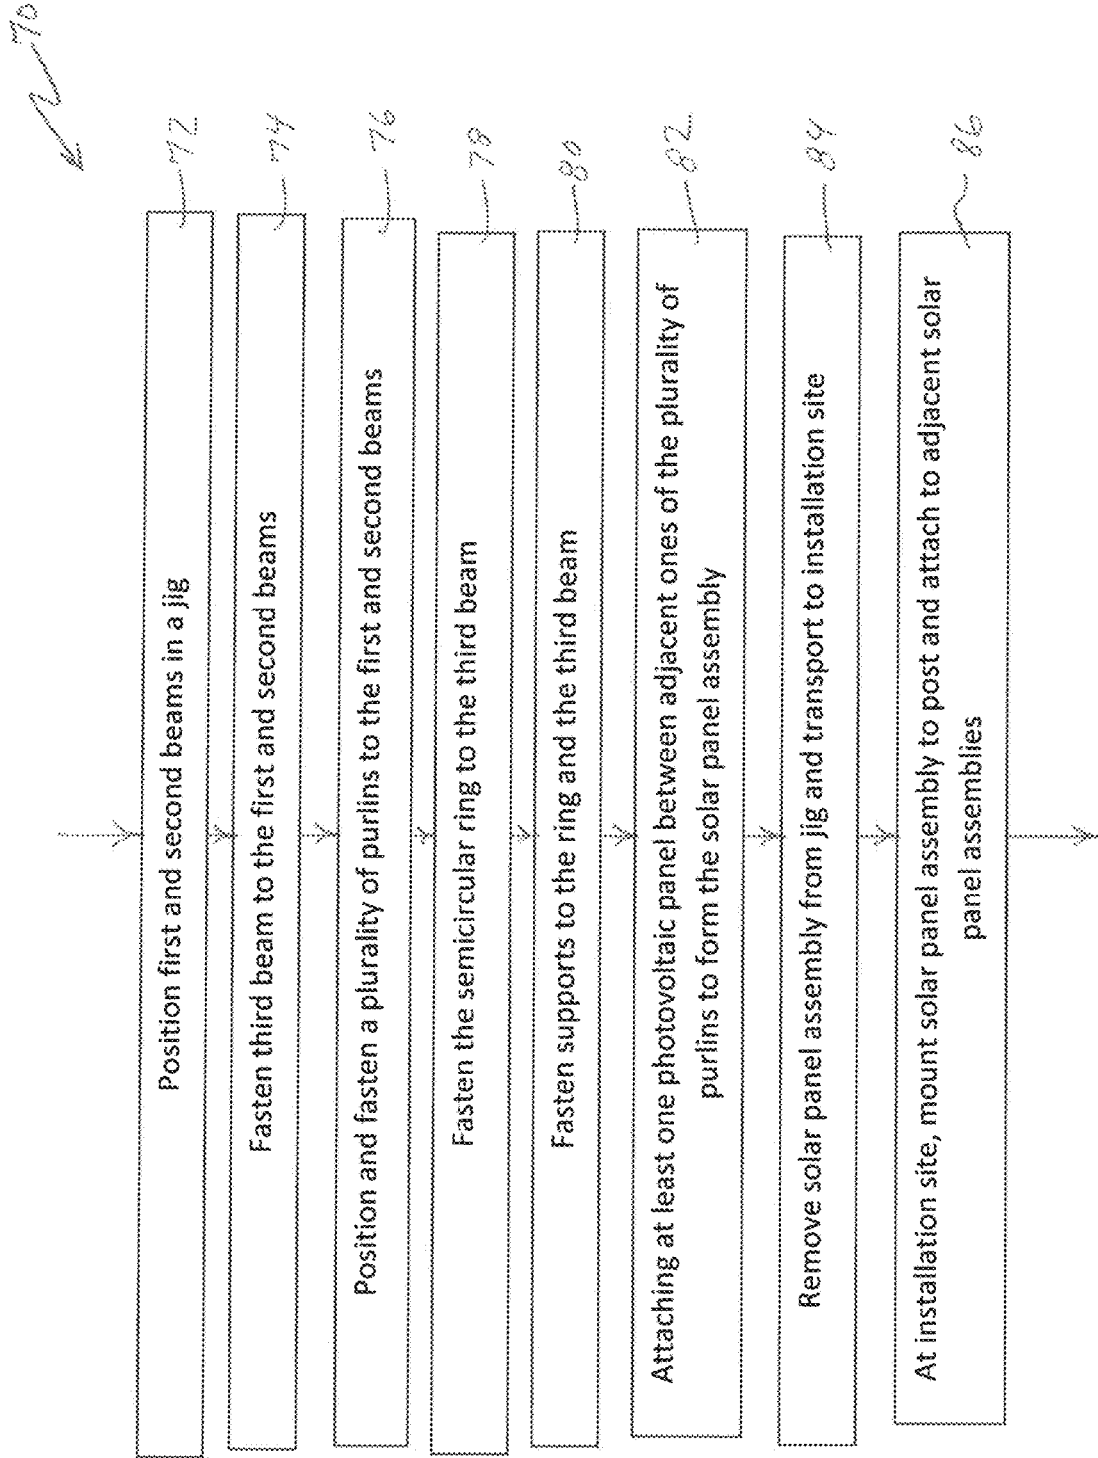 70
Position first and second beams in a jig
72
Fasten third beam to the first and second beams
74
Position and fasten a plurality of purlins to the first and second beams
76
Fasten the semicircular ring to the third beam
78
Fasten supports to the ring and the third beam
80
Attaching at least one photovoltaic panel between adjacent ones of the plurality of
purlins to form the solar panel assembly
82
Remove solar panel assembly from jig and transport to installation site
84
At installation site, mount solar panel assembly to post and attach to adjacent solar
panel assemblies
86